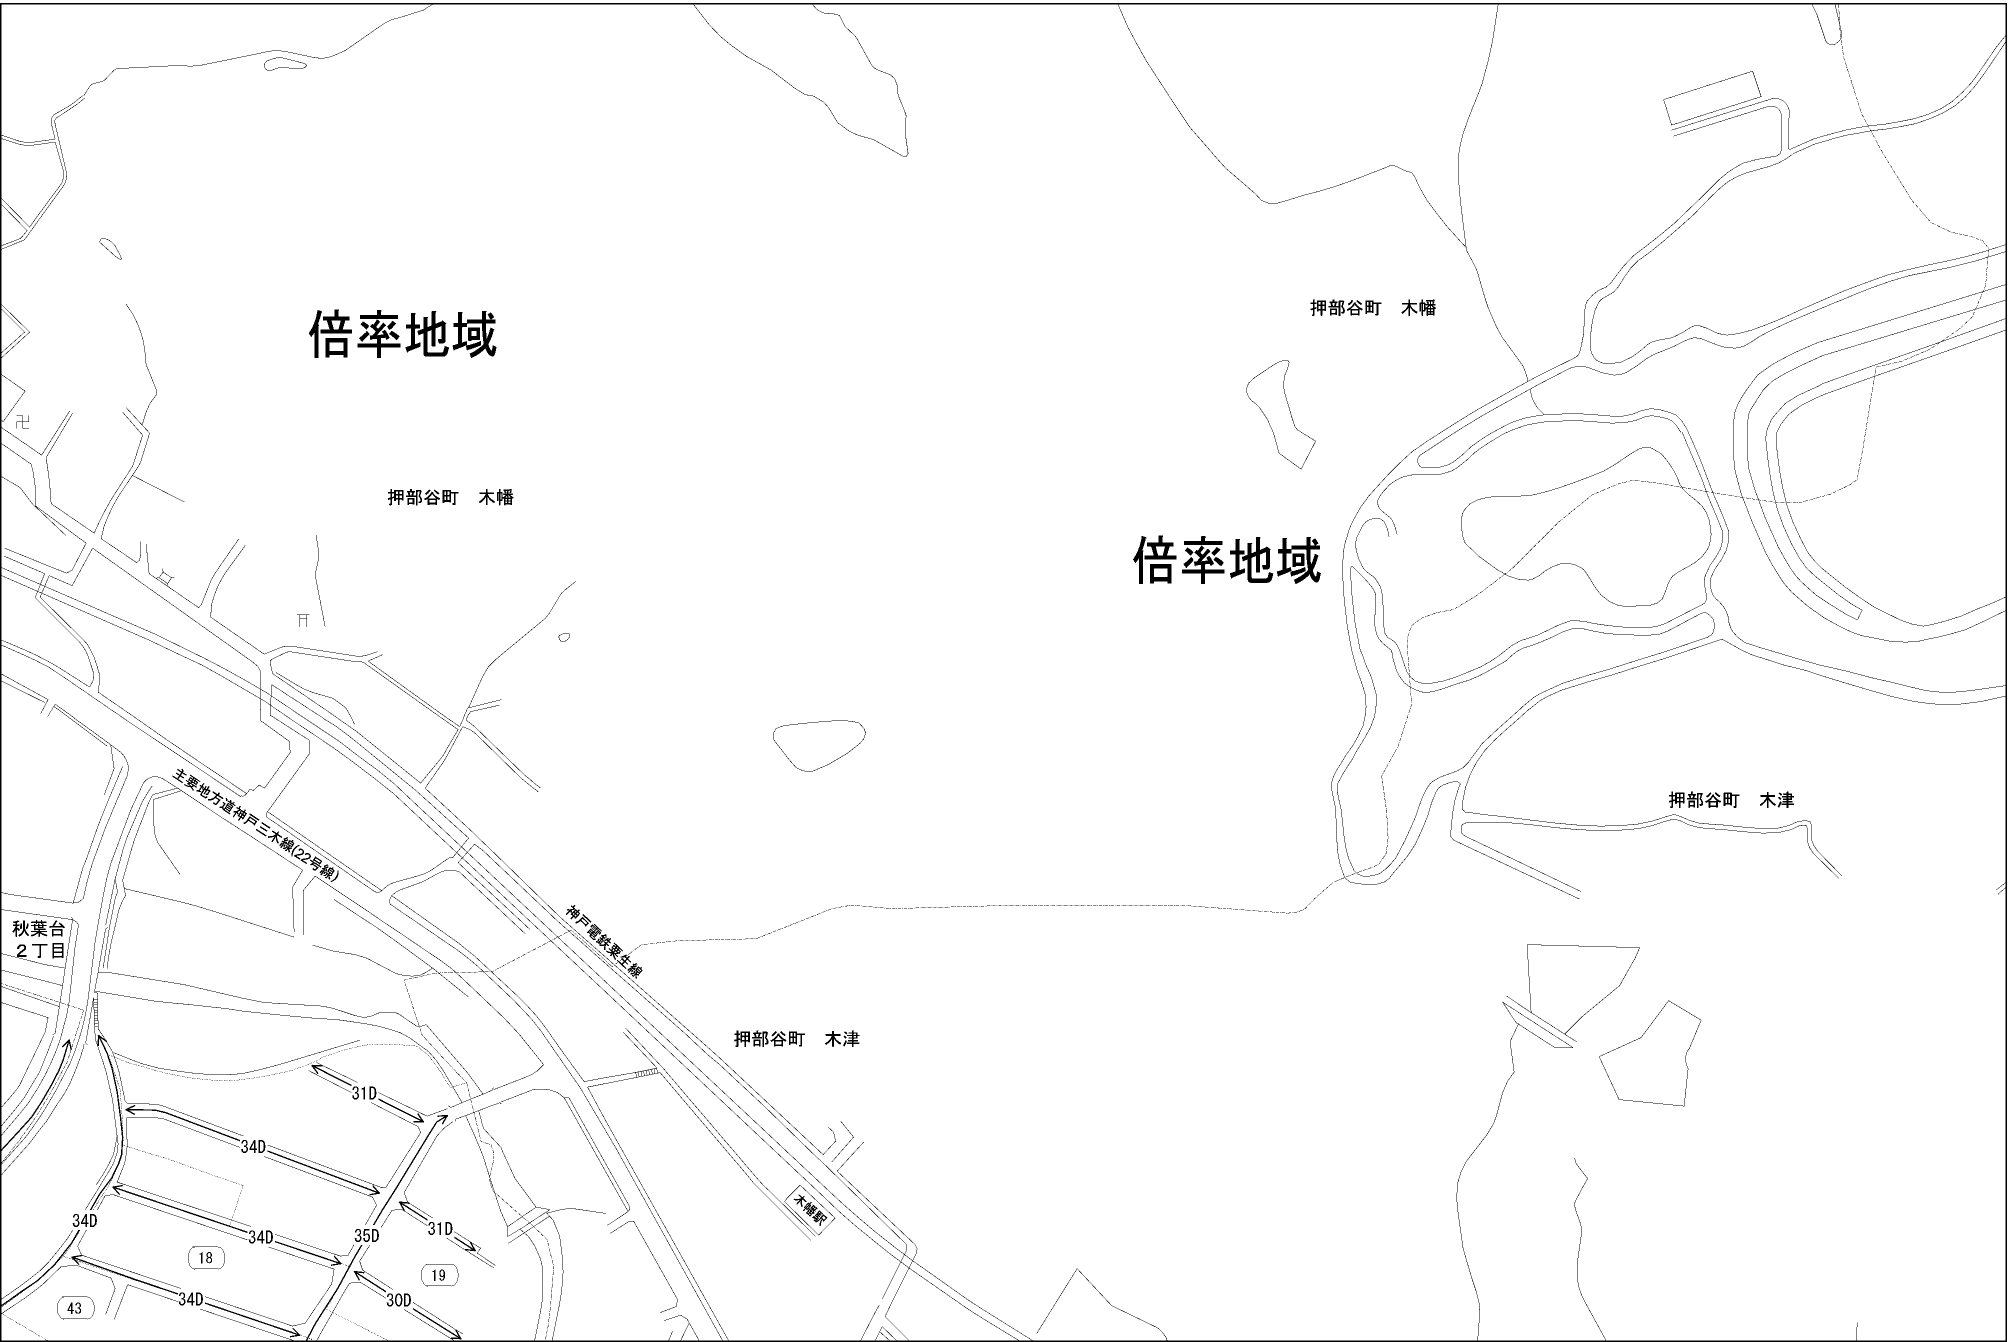 押部谷町　木幡
倍率地域
押部谷町　木幡
倍率地域
主要地方道神戸三木線(22号線)
押部谷町　木津
秋葉台
２丁目
神戸電鉄粟生線
押部谷町　木津
31D
34D
木幡駅
34D
34D
35D
31D
18
19
34D
30D
43